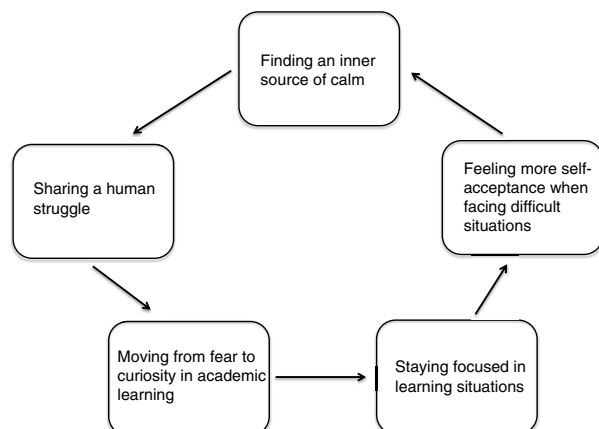 Finding an inner
source of calm
Sharing a human
struggle
Feeling more self-
acceptance when
facing difficult
situations
Moving from fear to
curiosity in academic
learning
Staying focused in
learning situations